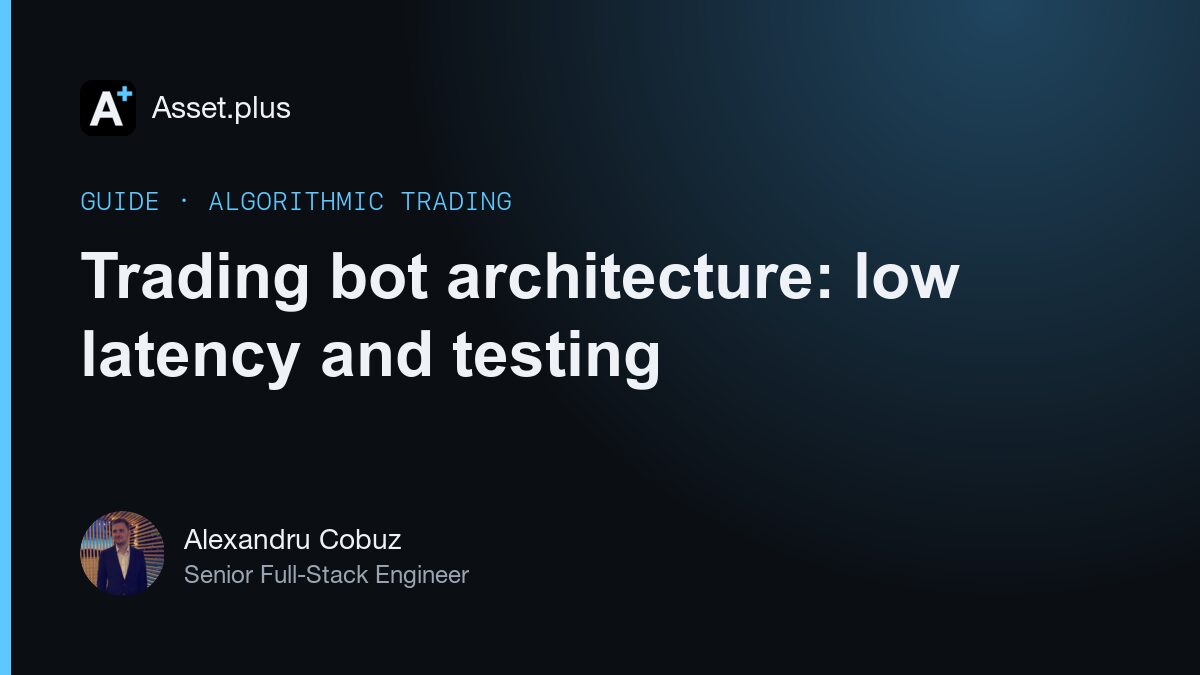 A+
Asset.plus
GUIDE · ALGORITHMIC TRADING
Trading bot architecture: low
latency and testing
Alexandru Cobuz
Senior Full-Stack Engineer